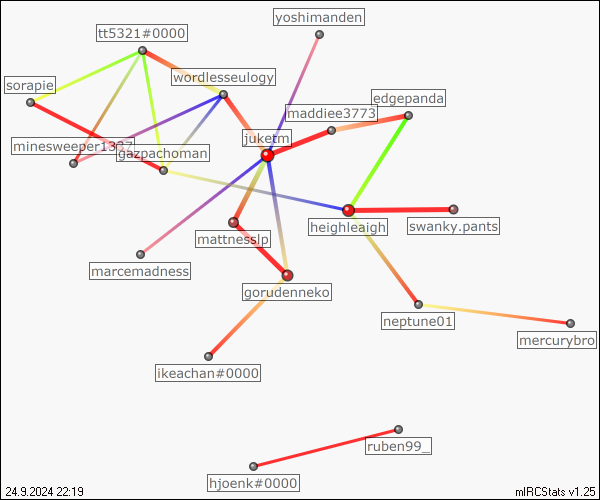 yoshimanden
tt5321#0000
wordlesseulogy
sorapie
edgepanda
maddiee3773
juketm
minesweeper1337
gazpachoman
heighleaigh
swanky.pants
mattnesslp
marcemadness
gorudenneko
neptune01
mercurybro
ikeachan#0000
ruben99_
hjoenk#0000
24.9.2024 22:19
mIRCStats v1.25